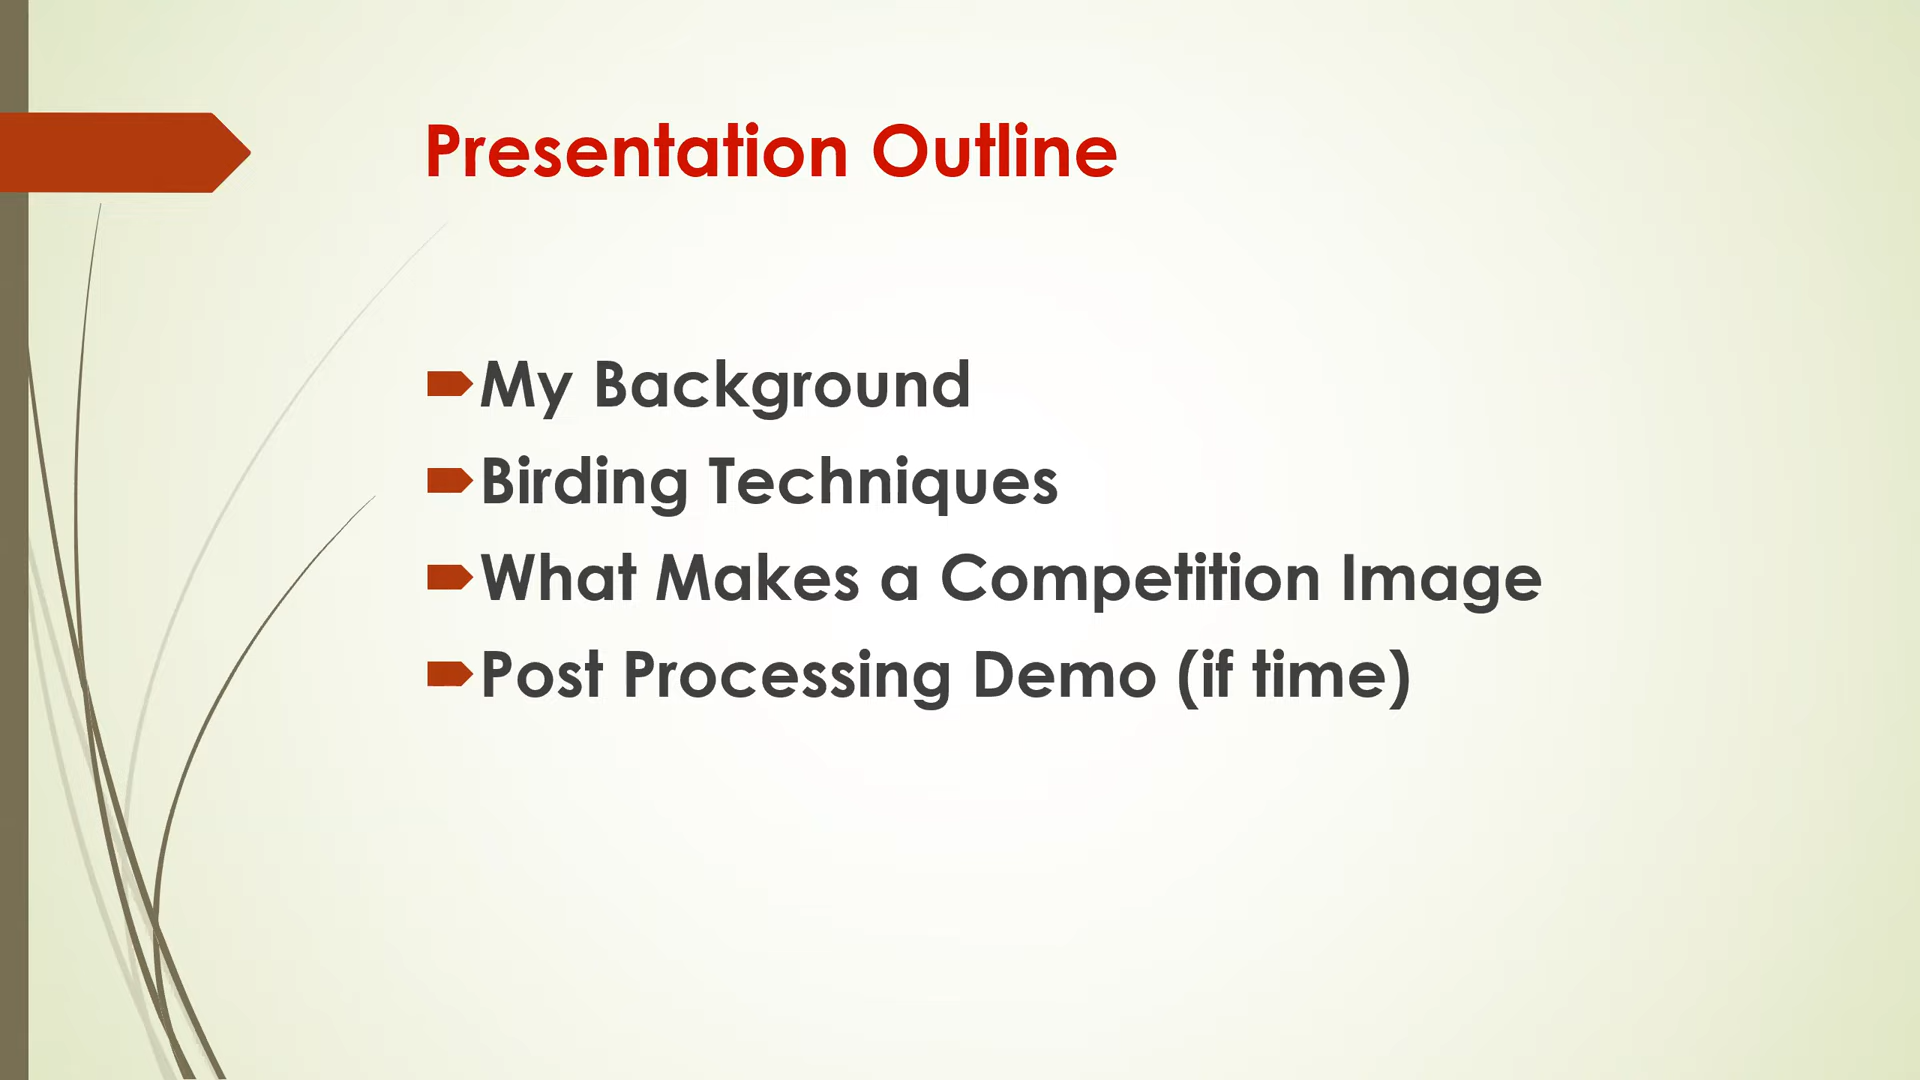 Presentation Outline
My Background
Birding Techniques
What Makes a Competition Image
Post Processing Demo (if time)